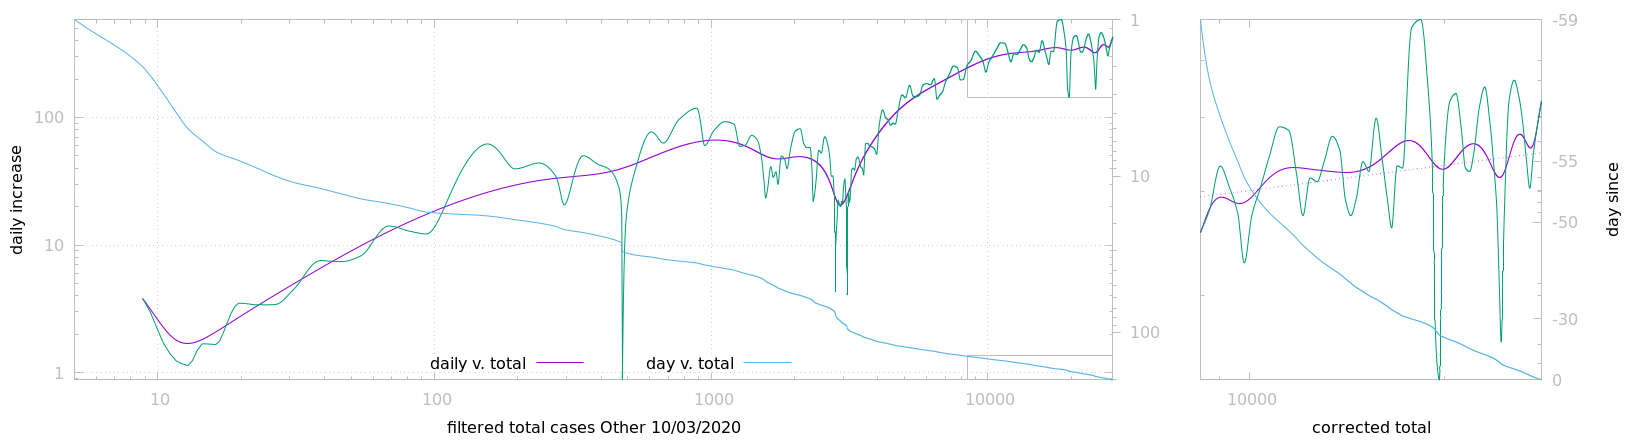 daily increase
100
10
1
10
100
1000
10000
1
10
100
daily v. total
day v. total
filtered total cases Other 10/03/2020
10000
corrected total
-59
-55
-50
-30
0
day since